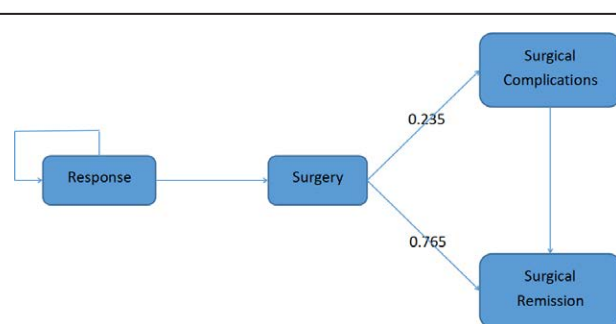 Surgical
Complications
0.235
Response
Surgery
0.765
Surgical
Remission